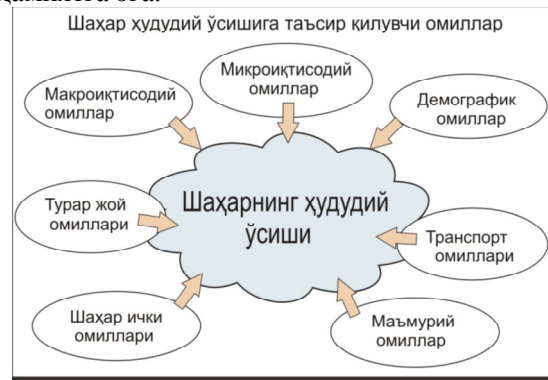 Шаҳар ҳудудий ўсишига таъсир қилувчи омиллар
Макроиқтисодий
омиллар
Микроиқтисодий
омиллар
Демографик
омиллар
Турар жой
омиллари
Шаҳарнинг ҳудудий
ўсиши
Транспорт
омиллари
Шаҳар ички
омиллари
Маъмурий
омиллар